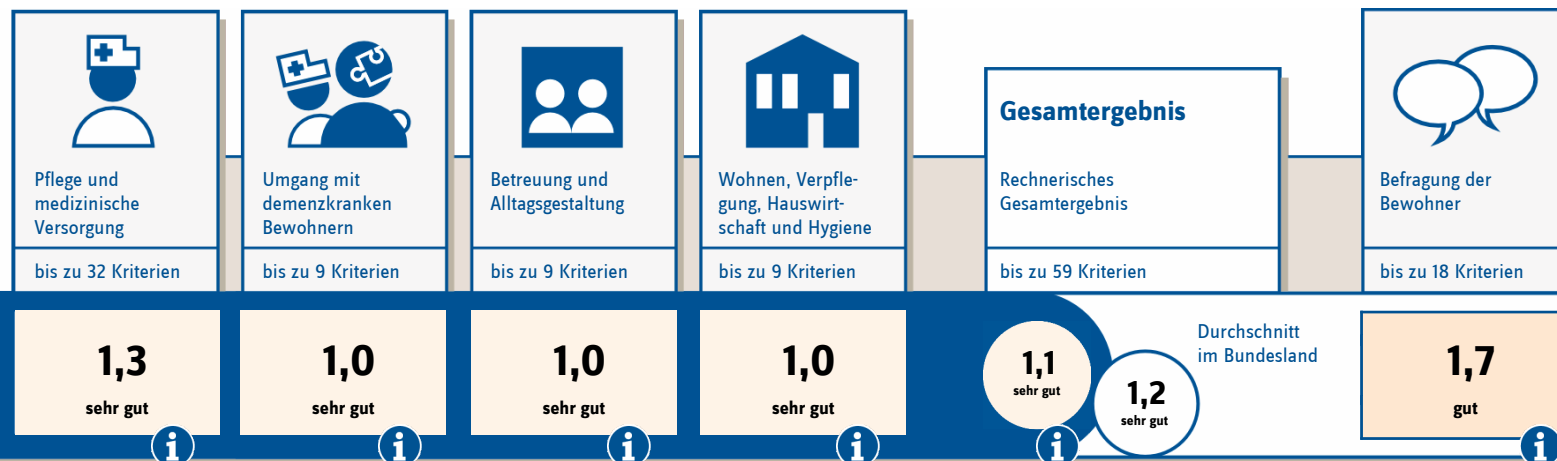 Pflege und
medizinische
Versorgung
bis zu 32 Kriterien
1,3
sehr gut
i
Umgang mit
demenzkranken
Bewohnern
bis zu 9 Kriterien
1,0
sehr gut
i
Betreuung und
Alltagsgestaltung
bis zu 9 Kriterien
1,0
sehr gut
i
Wohnen, Verpfle-
gung, Hauswirt-
schaft und Hygiene
bis zu 9 Kriterien
1,0
sehr gut
i
Gesamtergebnis
Rechnerisches
Gesamtergebnis
bis zu 59 Kriterien
1,1
sehr gut
i
1,2
sehr gut
Durchschnitt
im Bundesland
Befragung der
Bewohner
bis zu 18 Kriterien
1,7
gut
i